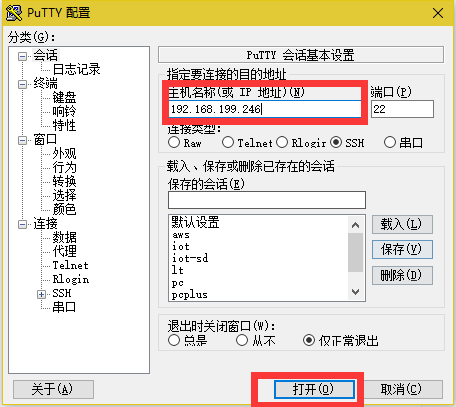 PuTTY 配置
分类(G):
会话
日志记录
终端
键盘
响铃
特性
窗口
外观
行为
转换
选择
颜色
连接
数据
代理
Telnet
Rlogin
SSH
串口
PuTTY 会话基本设置
指定要连接的目的地址
主机名称(或 IP 地址)(N) 端口(P)
192.168.199.246 22
连接类型:
Raw Telnet Rlogir SSH 串口
载入、保存或删除已存在的会话
保存的会话(E)
默认设置
aws
iot
iot-sd
lt
pc
pcplus
载入(L)
保存(V)
删除(D)
退出时关闭窗口(W):
总是 从不 仅正常退出
关于(A) 打开(O) 取消(C)